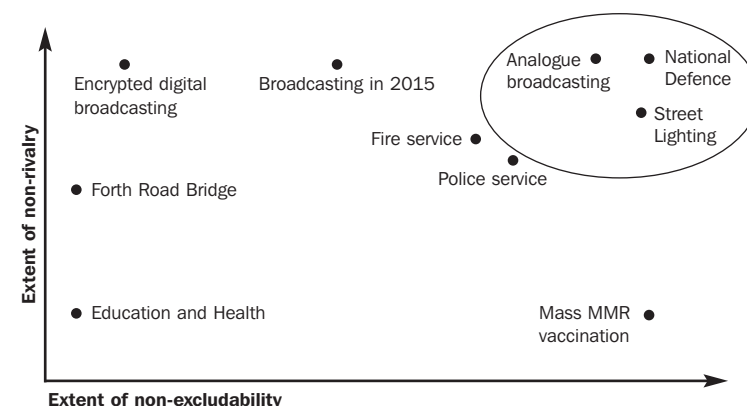 Analogue
broadcasting
National
Defence
Encrypted digital
broadcasting
Broadcasting in 2015
Street
Lighting
Fire service
Police service
Forth Road Bridge
Education and Health
Mass MMR
vaccination
Extent of non-rivalry
Extent of non-excludability